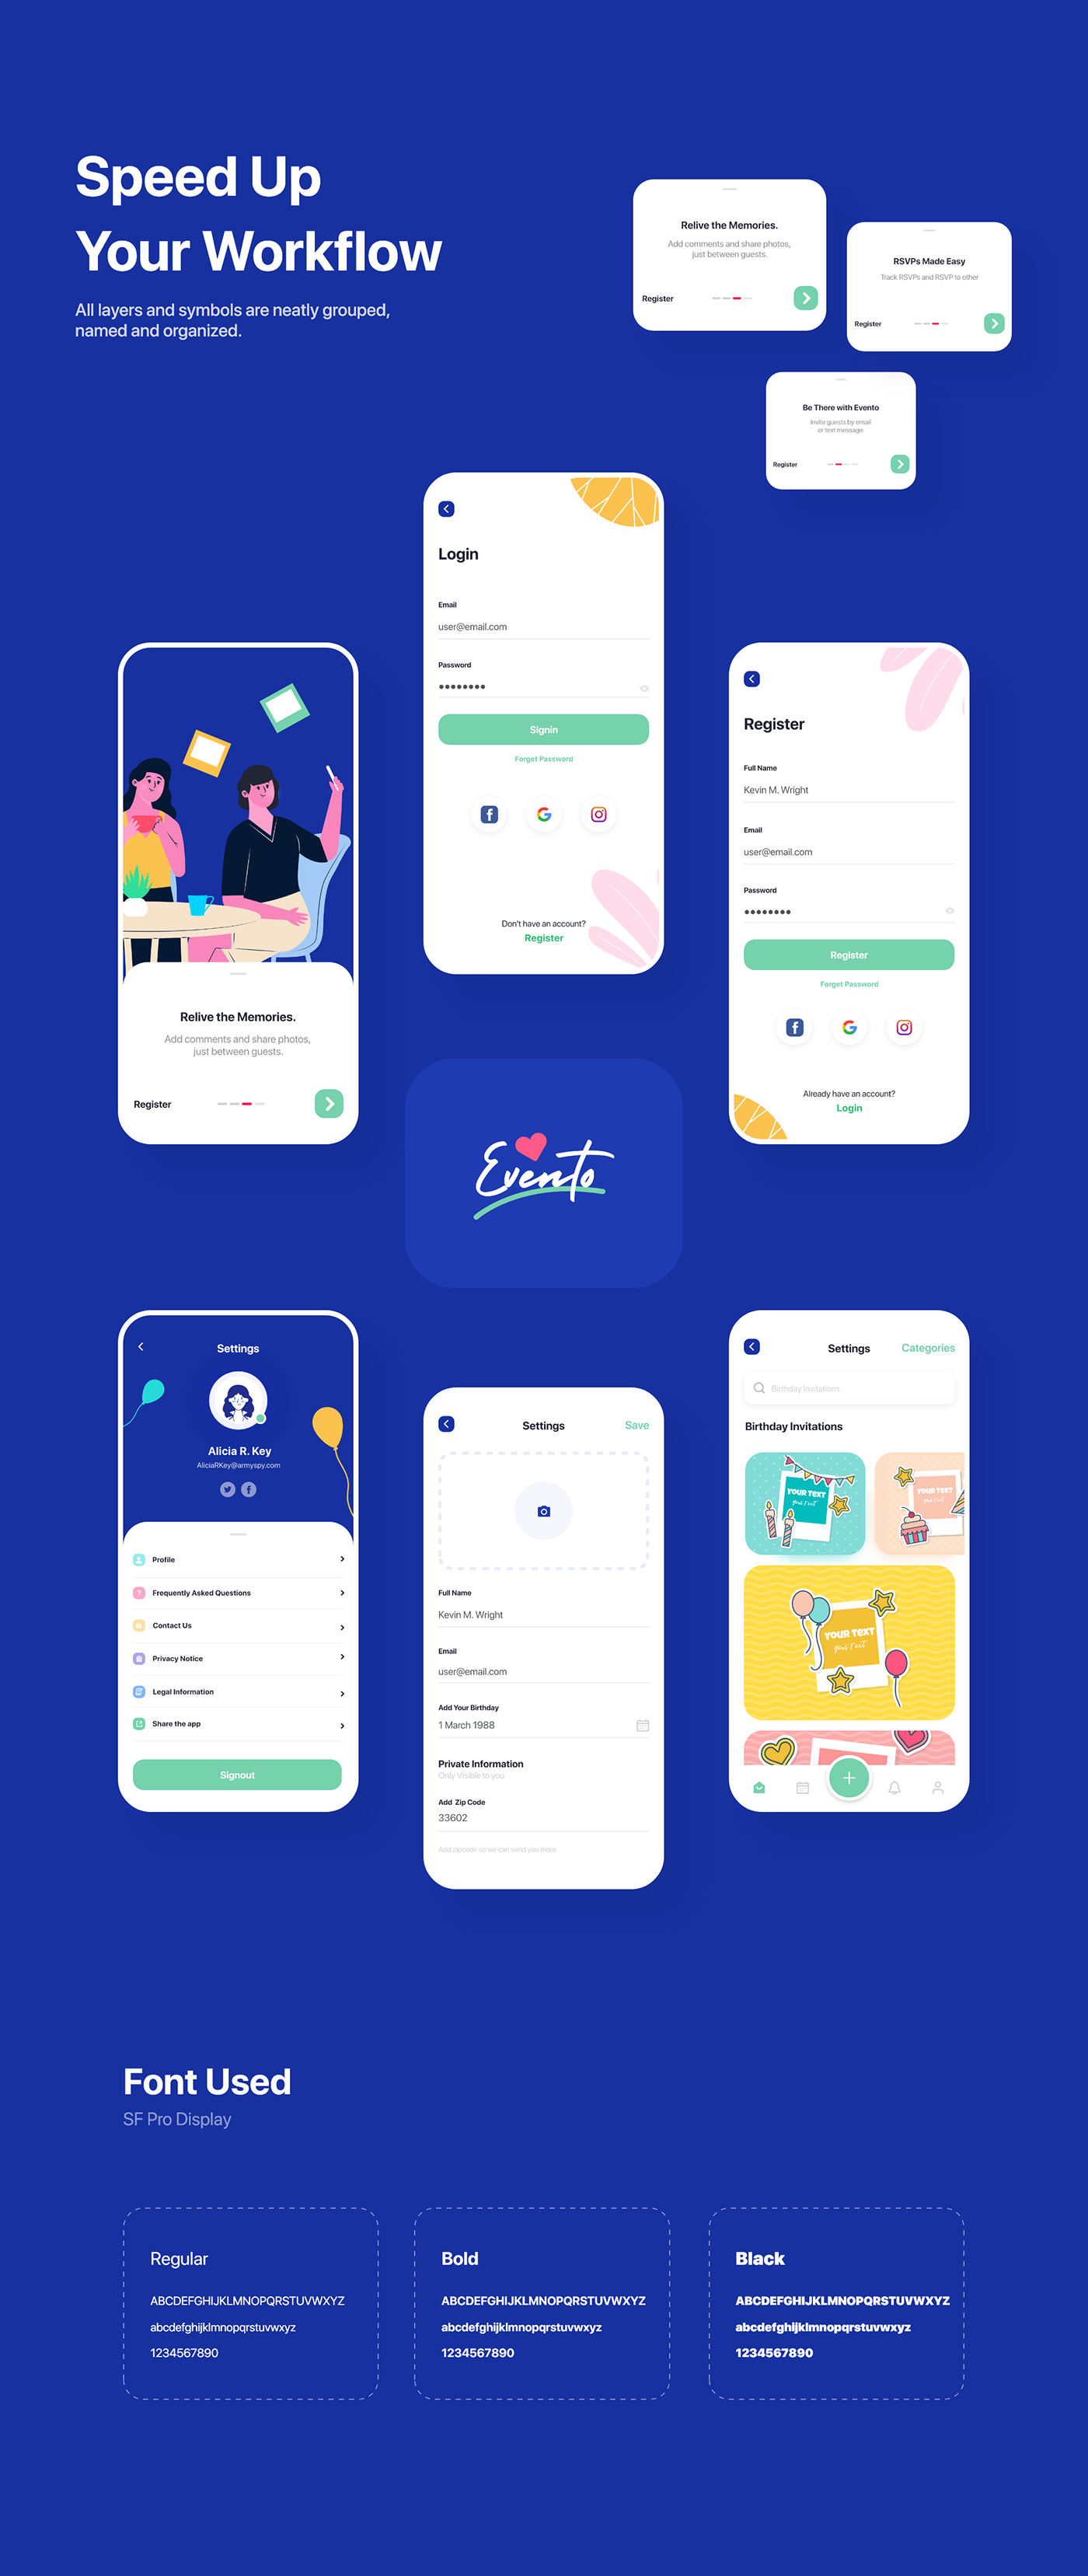 Speed Up
Your Workflow
All layers and symbols are neatly grouped,
named and organized.
Relive the Memories.
Add comments and share photos,
just between guests.
Register
RSVPs Made Easy
Track RSVPs and RSVP to other
Register
Be There with Evento
Invite guests by email
or text message.
Register
Login
Email
user@email.com
Password
Signin
Forget Password
Don't have an account?
Register
Relive the Memories.
Add comments and share photos,
just between guests.
Register
Register
Full Name
Kevin M. Wright
Email
user@email.com
Password
Register
Forget Password
Already have an account?
Login
Evento
Settings
Alicia R. Key
AliciaRKey@armyspy.com
Profile
Frequently Asked Questions
Contact Us
Privacy Notice
Legal Information
Share the app
Signout
Settings
Save
Full Name
Kevin M. Wright
Email
user@email.com
Add Your Birthday
1 March 1988
Private Information
Only Visible to you
Add Zip Code
33602
Add zipcode so we can send you more
Settings
Categories
Birthday Invitations
Birthday Invitations
YOUR TEXT
your text
YOUR TEXT
your text
YOUR TEXT
your text
Font Used
SF Pro Display
Regular
ABCDEFGHIJKLMNOPQRSTUVWXYZ
abcdefghijklmnopqrstuvwxyz
1234567890
Bold
ABCDEFGHIJKLMNOPQRSTUVWXYZ
abcdefghijklmnopqrstuvwxyz
1234567890
Black
ABCDEFGHIJKLMNOPQRSTUVWXYZ
abcdefghijklmnopqrstuvwxyz
1234567890